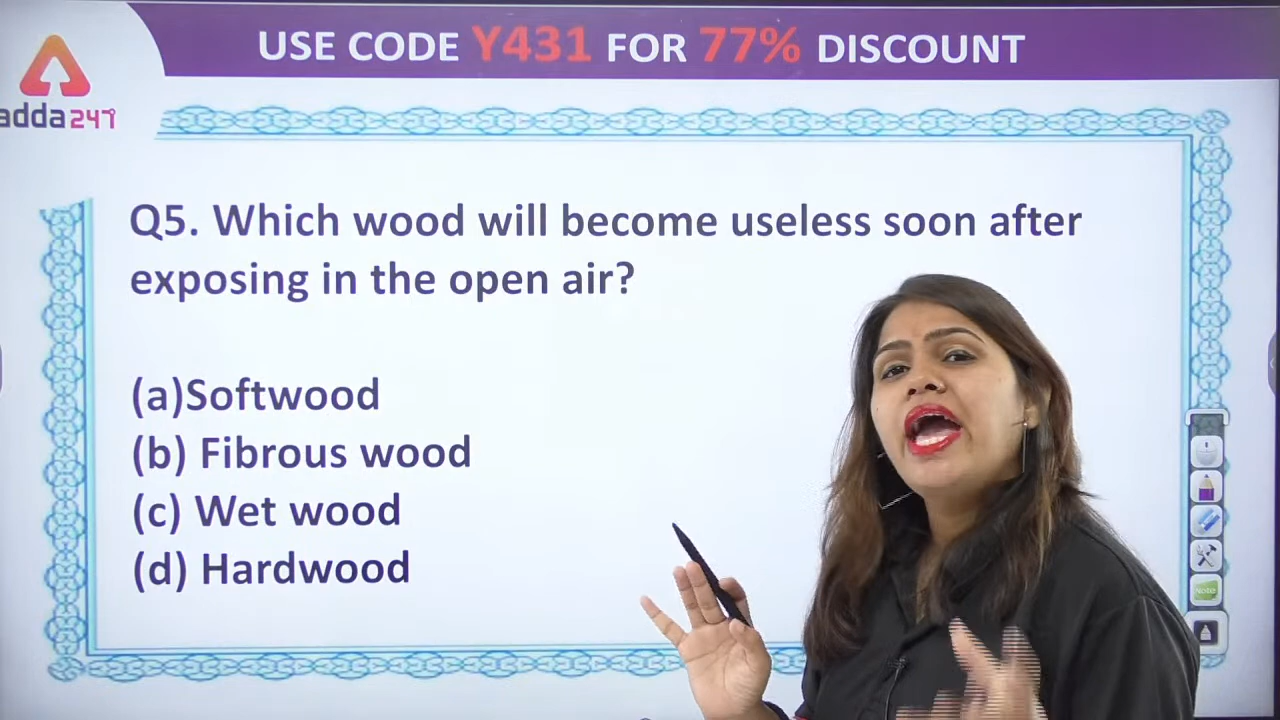 USE CODE Y431 FOR 77% DISCOUNT
adda247
Q5. Which wood will become useless soon after
exposing in the open air?
(a)Softwood
(b) Fibrous wood
(c) Wet wood
(d) Hardwood
Note